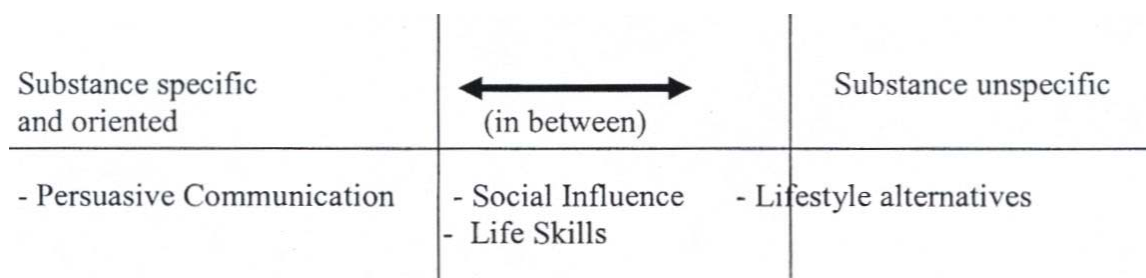 Substance specific
and oriented
(in between)
Substance unspecific
- Persuasive Communication
- Social Influence
- Life Skills
- Lifestyle alternatives